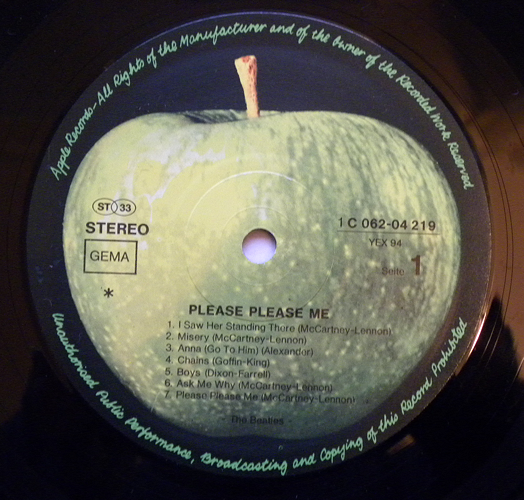 Apple Records-All Rights of the Manufacturer and of the Owner of the Recorded Work Reserved
ST 33
STEREO
GEMA
*
1 C 062-04 219
YEX 94
Seite 1
PLEASE PLEASE ME
1. I Saw Her Standing There (McCartney-Lennon)
2. Misery (McCartney-Lennon)
3. Anna (Go To Him) (Alexander)
4. Chains (Goffin-King)
5. Boys (Dixon-Farrell)
6. Ask Me Why (McCartney-Lennon)
7. Please Please Me (McCartney-Lennon)
- The Beatles -
Unauthorised Public Performance, Broadcasting and Copying of this Record Prohibited